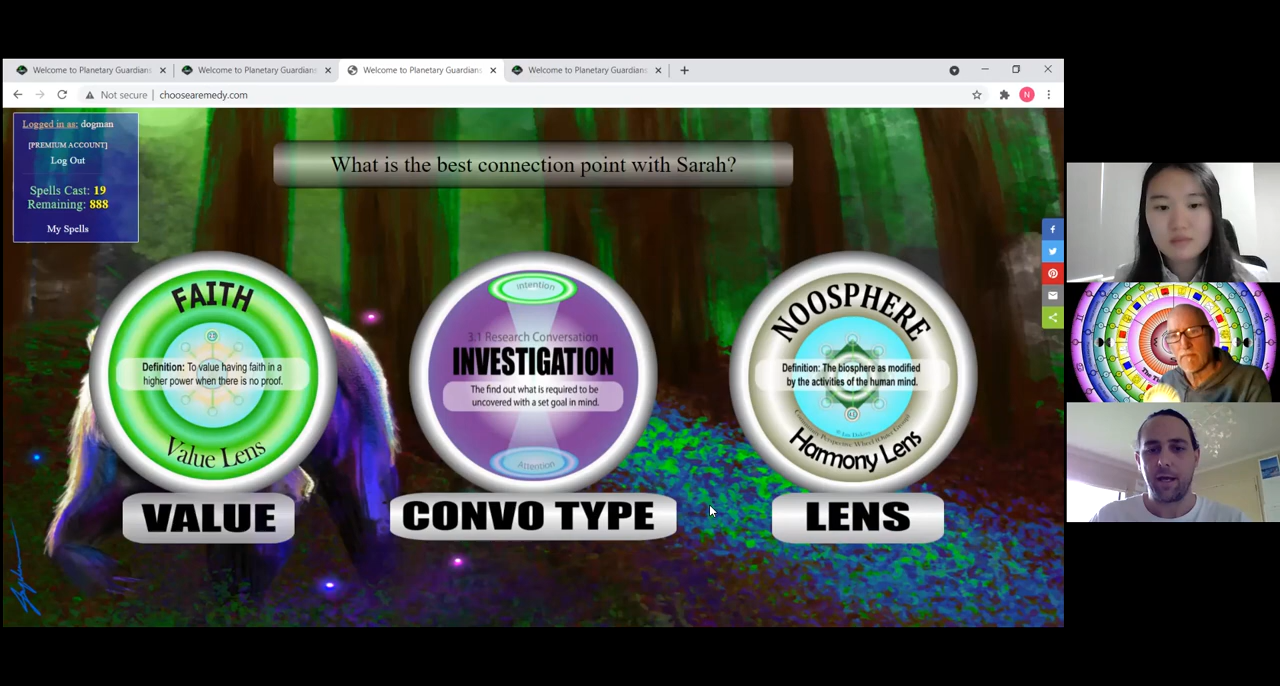 Welcome to Planetary Guardians
Welcome to Planetary Guardians
Welcome to Planetary Guardians
Welcome to Planetary Guardians
Not secure | choosearemedy.com
Logged in as: dogman
[PREMIUM ACCOUNT]
Log Out
Spells Cast: 19
Remaining: 888
My Spells
What is the best connection point with Sarah?
FAITH
Definition: To value having faith in a
higher power when there is no proof.
Value Lens
VALUE
Intention
3.1 Research Conversation
INVESTIGATION
The find out what is required to be
uncovered with a set goal in mind.
Attention
CONVO TYPE
NOOSPHERE
Definition: The biosphere as modified
by the activities of the human mind.
Harmony Lens
LENS
N